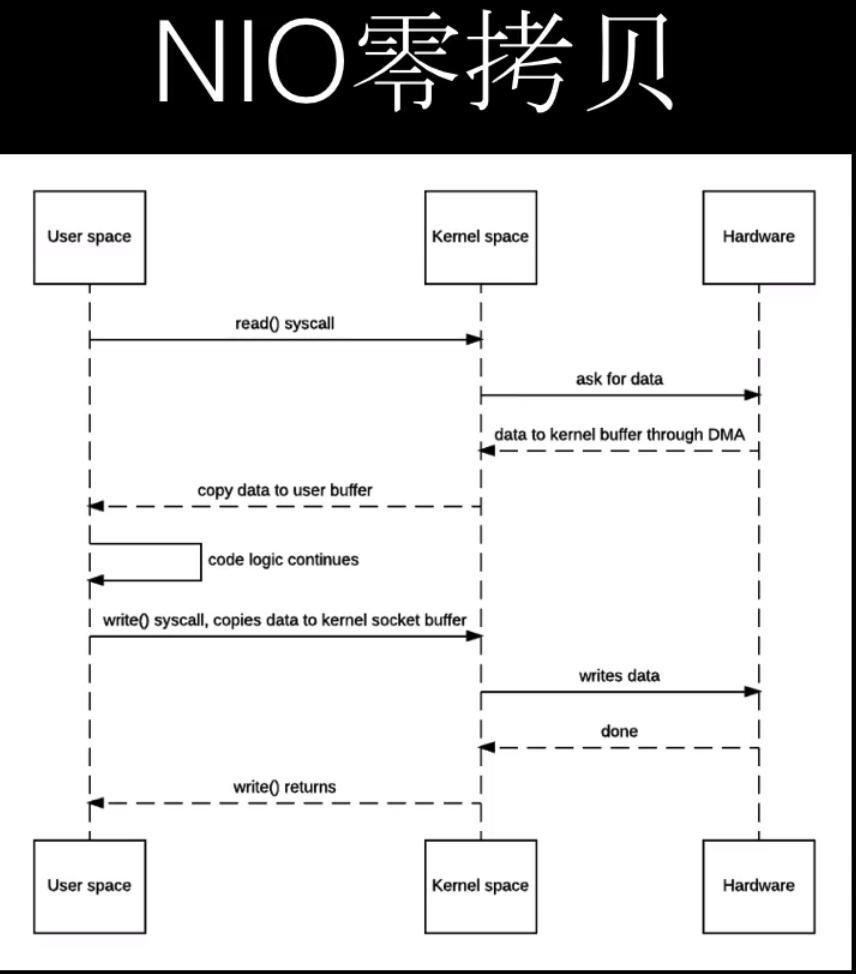 NIO零拷贝
User space
Kernel space
Hardware
read() syscall
ask for data
data to kernel buffer through DMA
copy data to user buffer
code logic continues
write() syscall, copies data to kernel socket buffer
writes data
done
write() returns
User space
Kernel space
Hardware